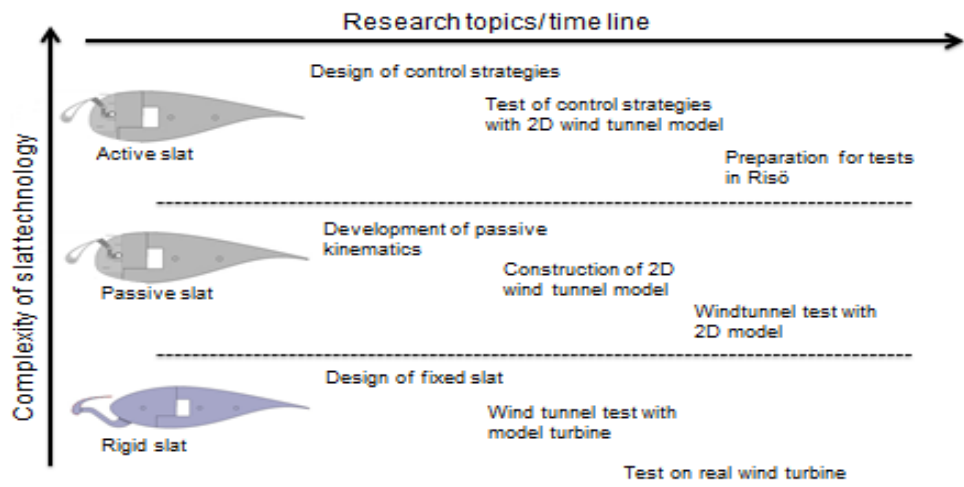 Research topics/time line
Complexity of slattechnology
Design of control strategies
Test of control strategies
with 2D wind tunnel model
Active slat
Preparation for tests
in Risö
Development of passive
kinematics
Construction of 2D
wind tunnel model
Passive slat
Windtunnel test with
2D model
Design of fixed slat
Wind tunnel test with
model turbine
Rigid slat
Test on real wind turbine